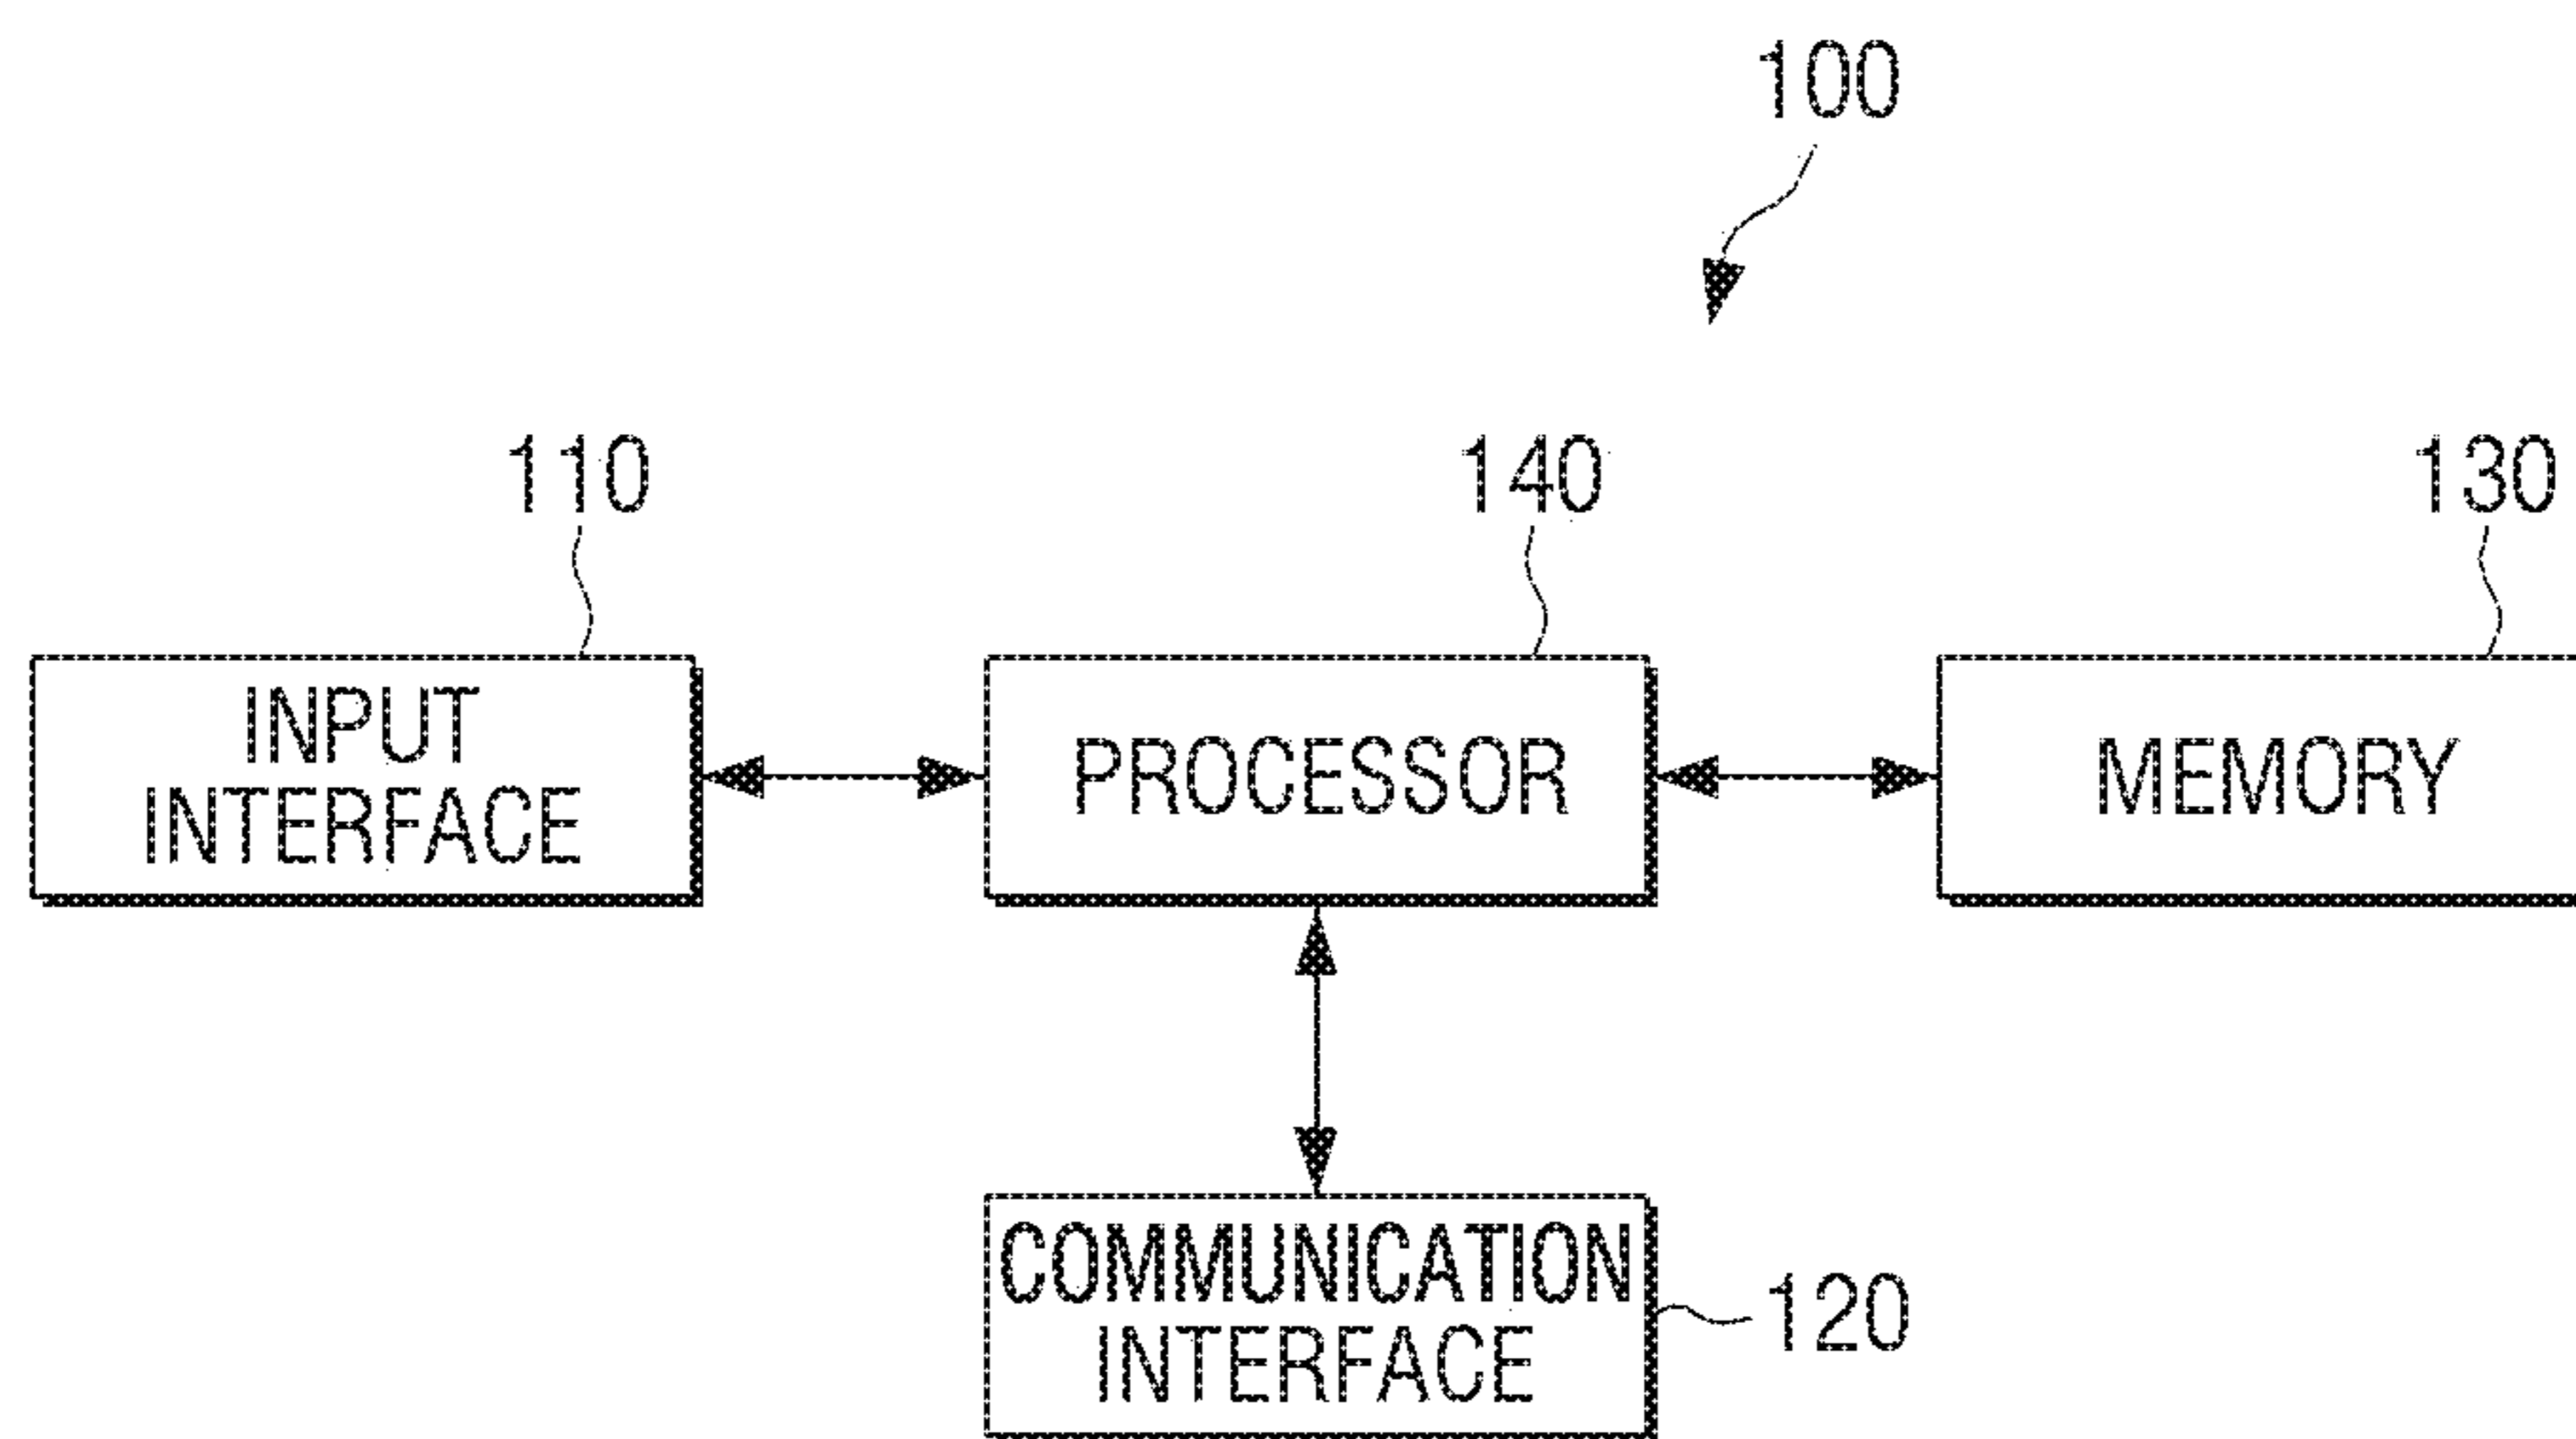 100
110
140
130
INPUT
INTERFACE
PROCESSOR
MEMORY
COMMUNICATION
INTERFACE
120